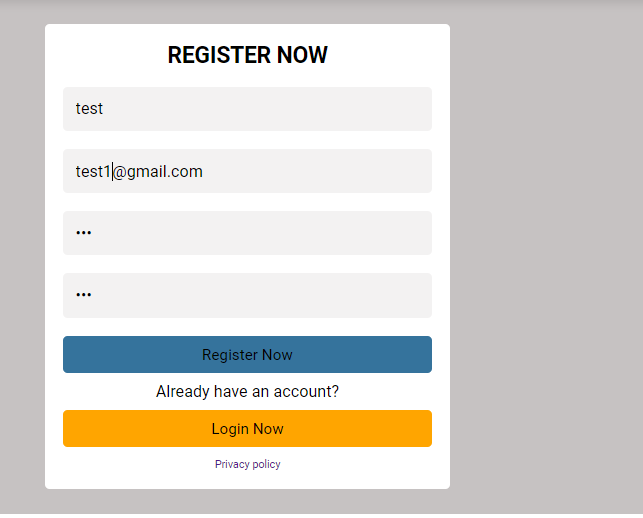 REGISTER NOW
test
test1@gmail.com
•••
•••
Register Now
Already have an account?
Login Now
Privacy policy